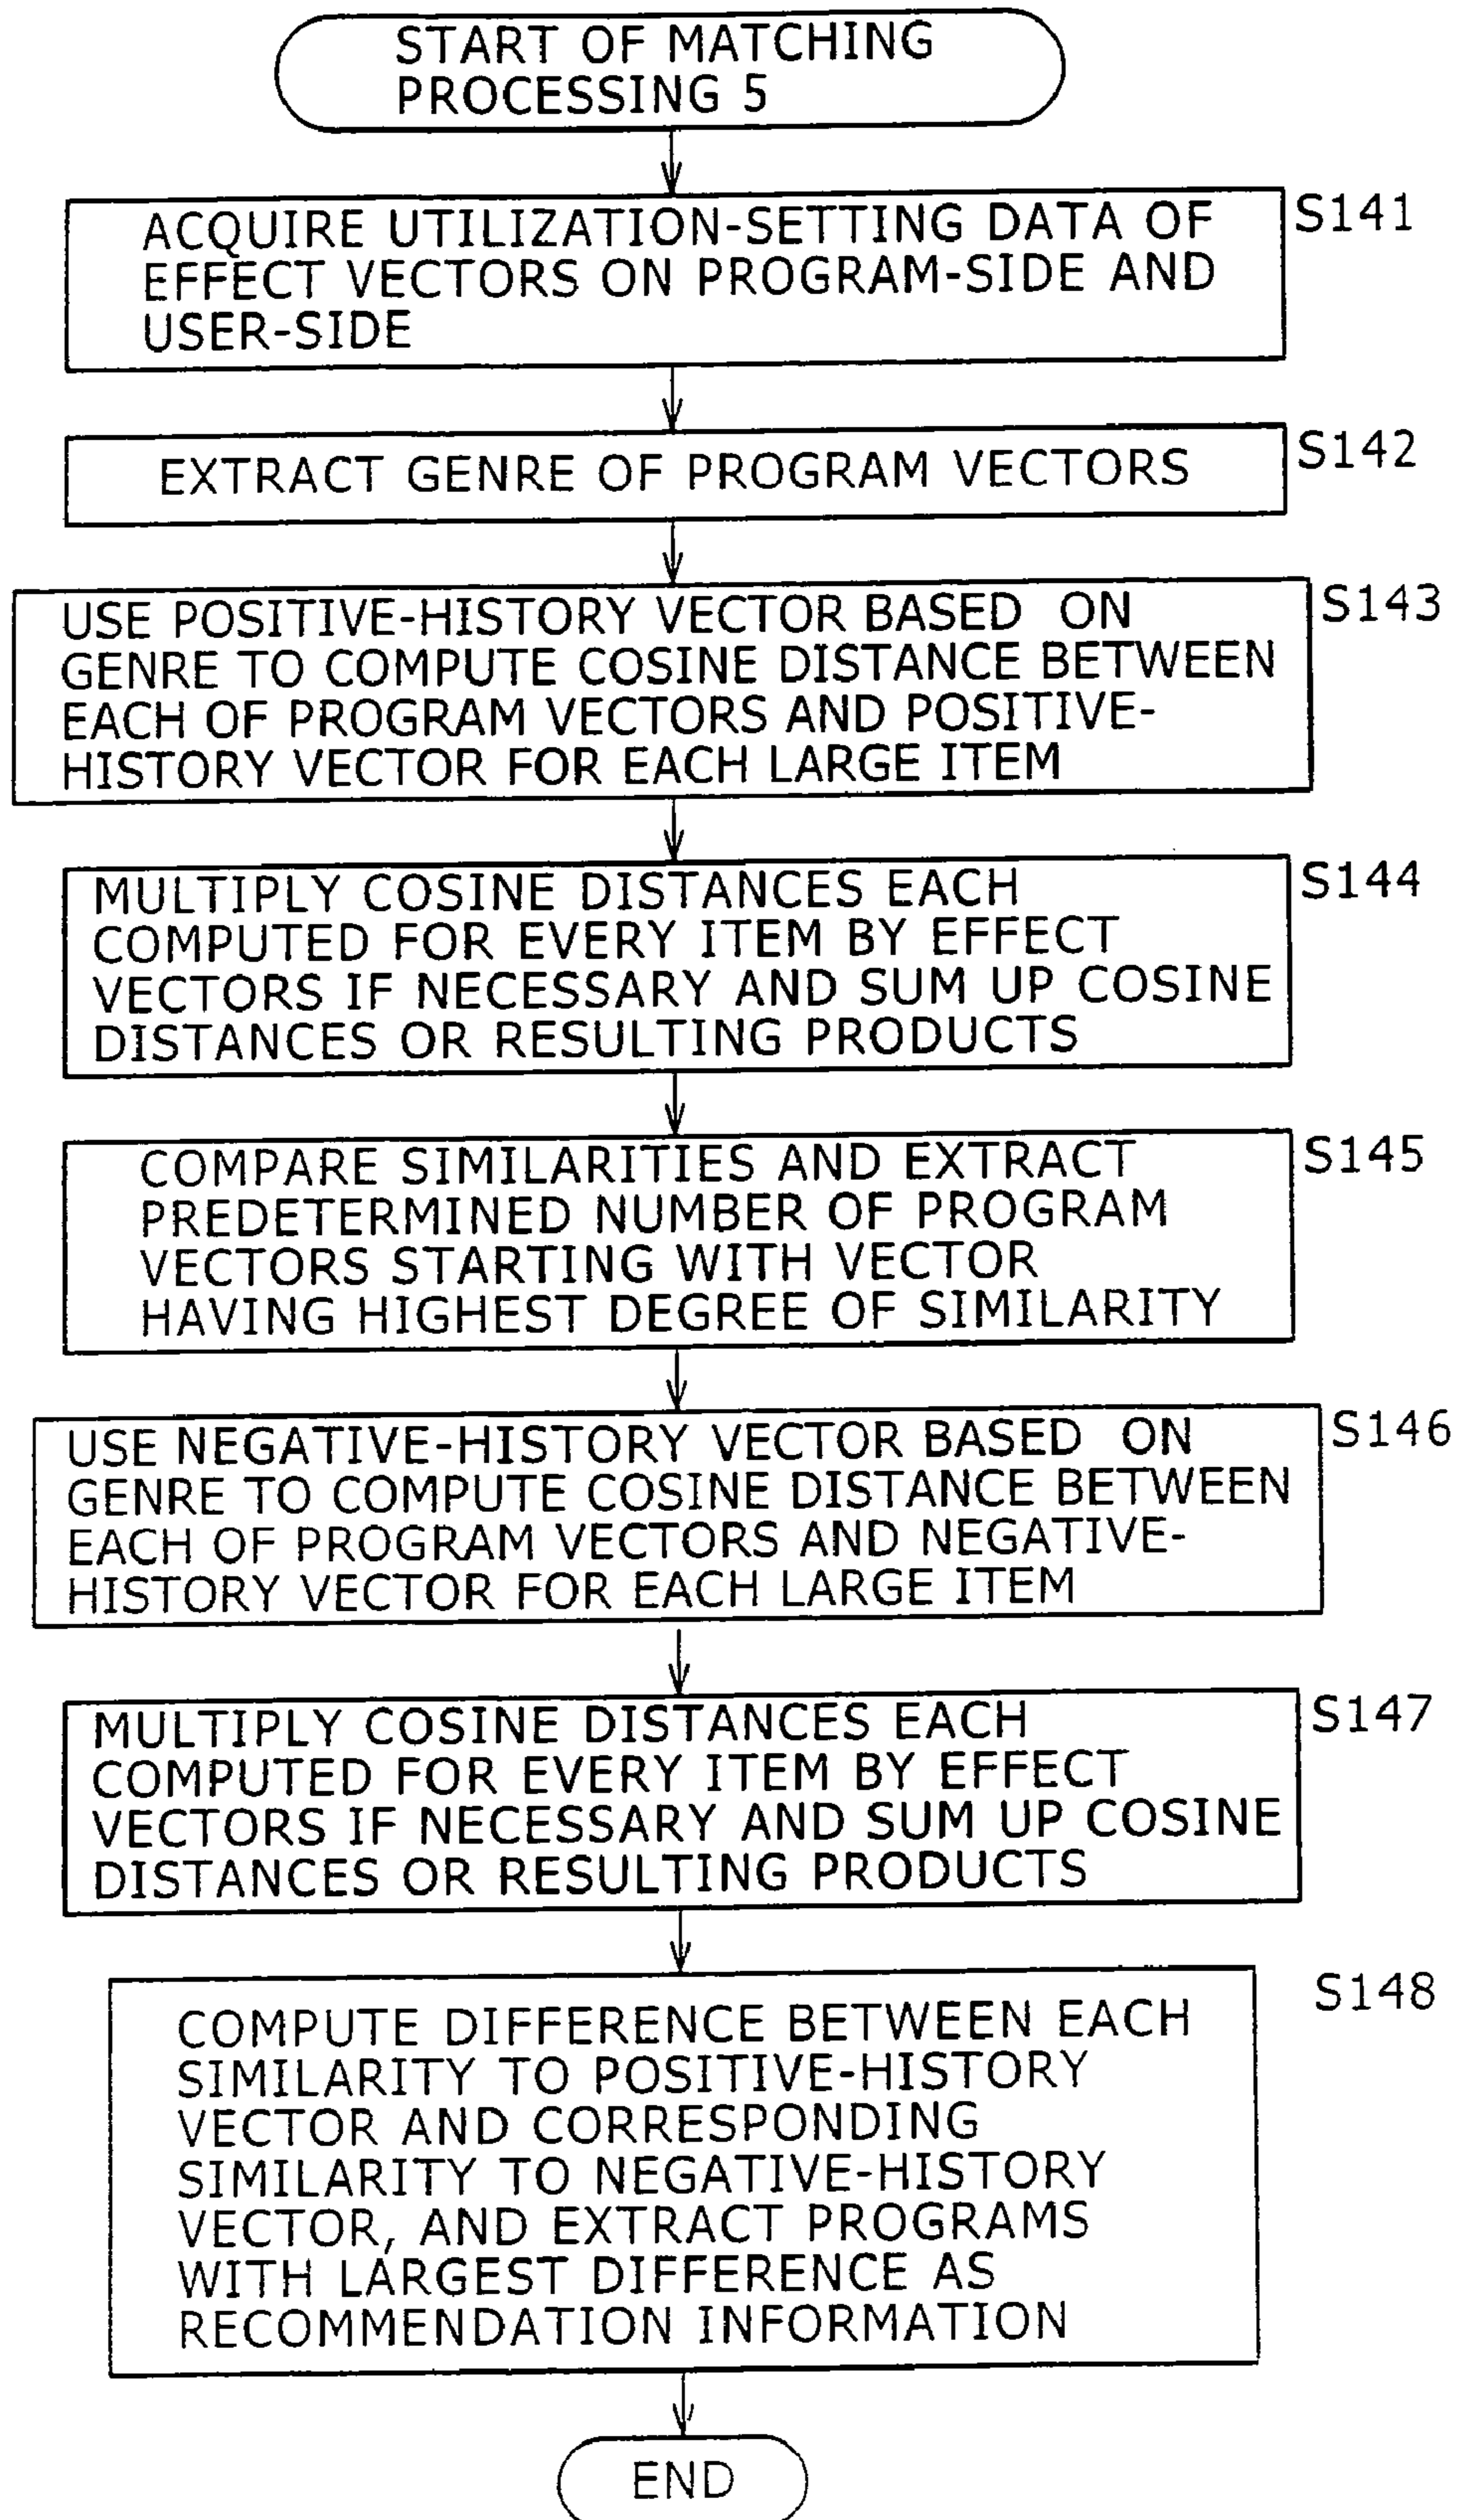 START OF MATCHING
PROCESSING 5
S141
ACQUIRE UTILIZATION-SETTING DATA OF
EFFECT VECTORS ON PROGRAM-SIDE AND
USER-SIDE
S142
EXTRACT GENRE OF PROGRAM VECTORS
S143
USE POSITIVE-HISTORY VECTOR BASED ON
GENRE TO COMPUTE COSINE DISTANCE BETWEEN
EACH OF PROGRAM VECTORS AND POSITIVE-
HISTORY VECTOR FOR EACH LARGE ITEM
S144
MULTIPLY COSINE DISTANCES EACH
COMPUTED FOR EVERY ITEM BY EFFECT
VECTORS IF NECESSARY AND SUM UP COSINE
DISTANCES OR RESULTING PRODUCTS
S145
COMPARE SIMILARITIES AND EXTRACT
PREDETERMINED NUMBER OF PROGRAM
VECTORS STARTING WITH VECTOR
HAVING HIGHEST DEGREE OF SIMILARITY
S146
USE NEGATIVE-HISTORY VECTOR BASED ON
GENRE TO COMPUTE COSINE DISTANCE BETWEEN
EACH OF PROGRAM VECTORS AND NEGATIVE-
HISTORY VECTOR FOR EACH LARGE ITEM
S147
MULTIPLY COSINE DISTANCES EACH
COMPUTED FOR EVERY ITEM BY EFFECT
VECTORS IF NECESSARY AND SUM UP COSINE
DISTANCES OR RESULTING PRODUCTS
S148
COMPUTE DIFFERENCE BETWEEN EACH
SIMILARITY TO POSITIVE-HISTORY
VECTOR AND CORRESPONDING
SIMILARITY TO NEGATIVE-HISTORY
VECTOR, AND EXTRACT PROGRAMS
WITH LARGEST DIFFERENCE AS
RECOMMENDATION INFORMATION
END